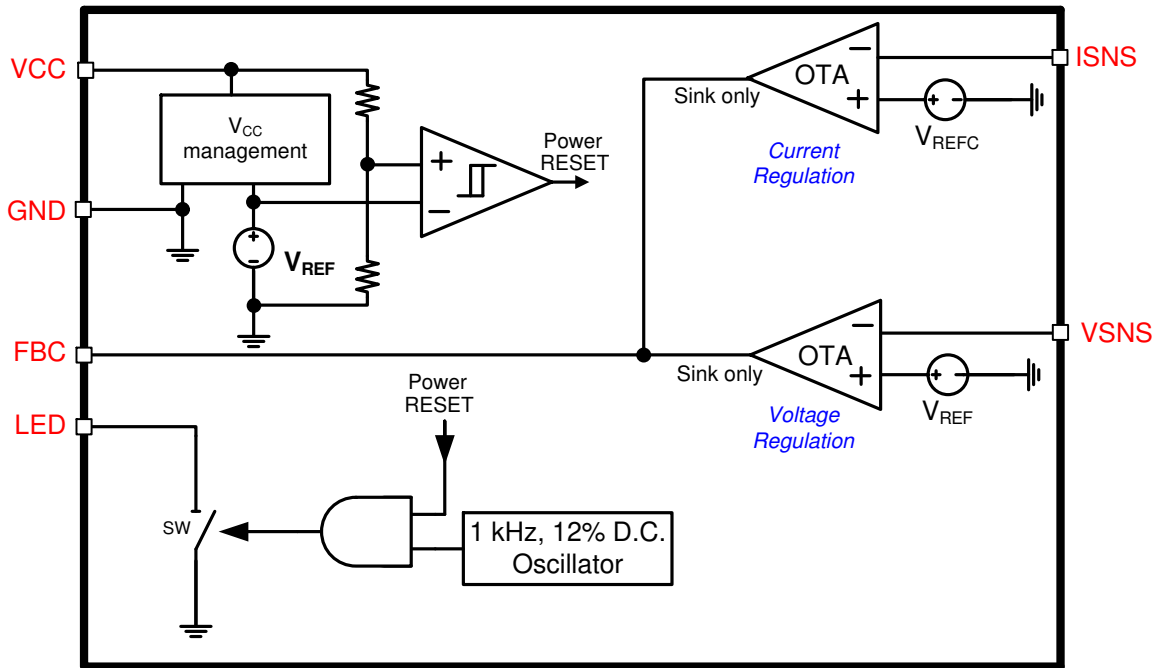 VCC
VCC
management
GND
VREF
+
−
+
−
Power
RESET
FBC
LED
SW
Power
RESET
1 kHz, 12% D.C.
Oscillator
Sink only
OTA
−
+
+ -
VREFC
Current
Regulation
ISNS
Sink only
OTA
−
+
+ -
VREF
Voltage
Regulation
VSNS